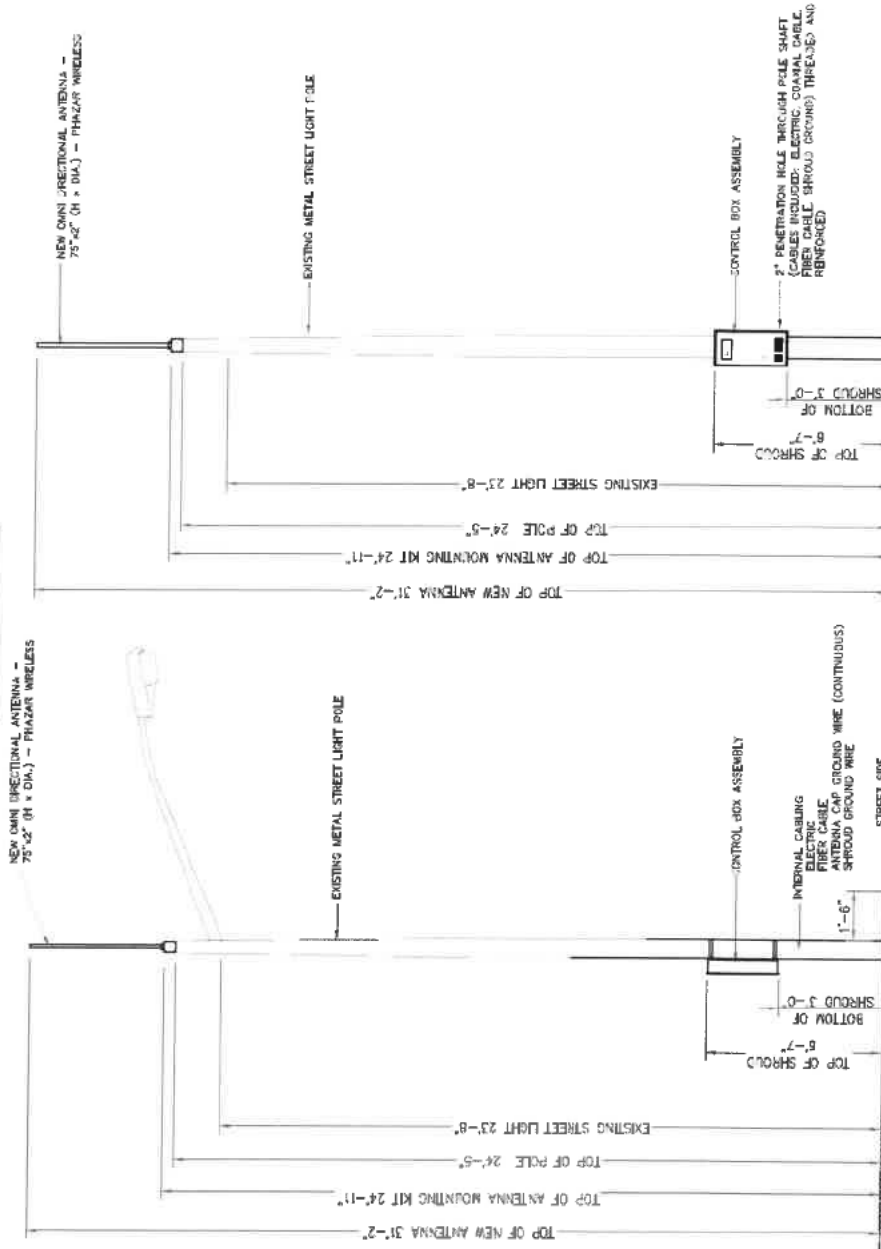 NEW OMNI DIRECTIONAL ANTENNA –
75"x2" (H x DIA.) – PHAZAR WIRELESS
EXISTING METAL STREET LIGHT POLE
CONTROL BOX ASSEMBLY
INTERNAL CABLING
ELECTRIC
FIBER CABLE
ANTENNA CAP GROUND WIRE (CONTINUOUS)
SHROUD GROUND WIRE
STREET SIDE
1'-6"
BOTTOM OF
SHROUD 3'-0"
TOP OF SHROUD
EXISTING STREET LIGHT 23'-8"
TOP OF POLE 24'-5"
TOP OF ANTENNA MOUNTING KIT 24'-11"
TOP OF NEW ANTENNA 31'-2"
NEW OMNI DIRECTIONAL ANTENNA –
75"x2" (H x DIA.) – PHAZAR WIRELESS
EXISTING METAL STREET LIGHT POLE
CONTROL BOX ASSEMBLY
2" PENETRATION HOLE THROUGH POLE SHAFT
(CABLES INCLUDED: ELECTRIC, COAXIAL CABLE,
FIBER CABLE, SHROUD GROUND) THREADED AND
REINFORCED
BOTTOM OF
SHROUD 3'-0"
TOP OF SHROUD
EXISTING STREET LIGHT 23'-8"
TOP OF POLE 24'-5"
TOP OF ANTENNA MOUNTING KIT 24'-11"
TOP OF NEW ANTENNA 31'-2"